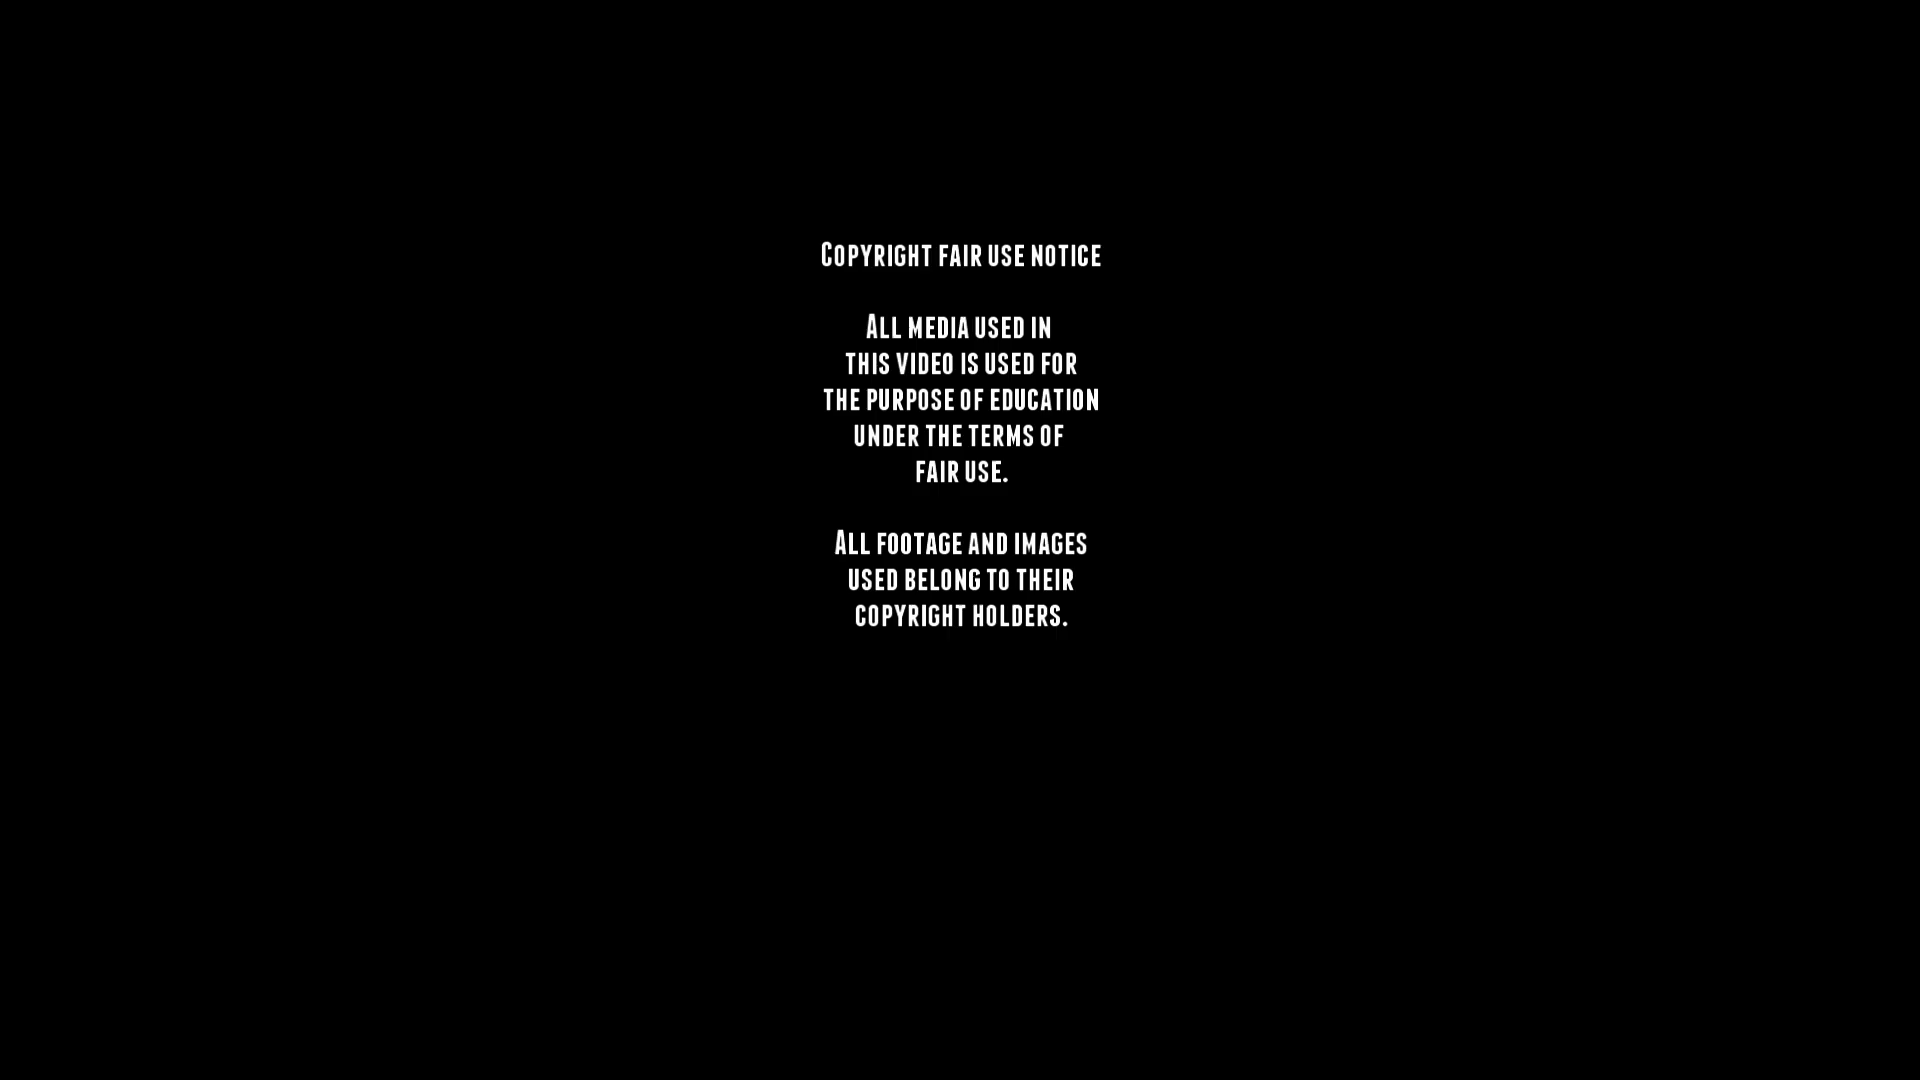 Copyright fair use notice
All media used in
this video is used for
the purpose of education
under the terms of
fair use.
All footage and images
used belong to their
copyright holders.